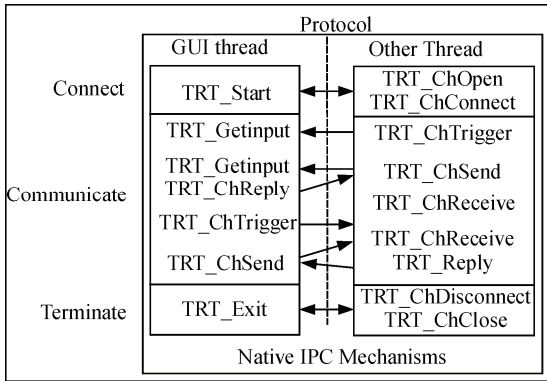 Protocol
GUI thread
Other Thread
Connect
TRT_Start
TRT_ChOpen
TRT_ChConnect
TRT_Getinput
TRT_ChTrigger
TRT_Getinput
TRT_ChSend
TRT_ChReply
Communicate
TRT_ChReceive
TRT_ChTrigger
TRT_ChReceive
TRT_ChSend
TRT_Reply
Terminate
TRT_Exit
TRT_ChDisconnect
TRT_ChClose
Native IPC Mechanisms